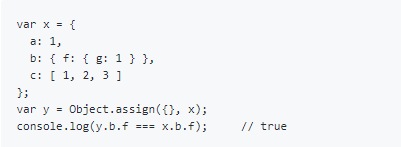 var x = {
  a: 1,
  b: { f: { g: 1 } },
  c: [ 1, 2, 3 ]
};
var y = Object.assign({}, x);
console.log(y.b.f === x.b.f);     // true